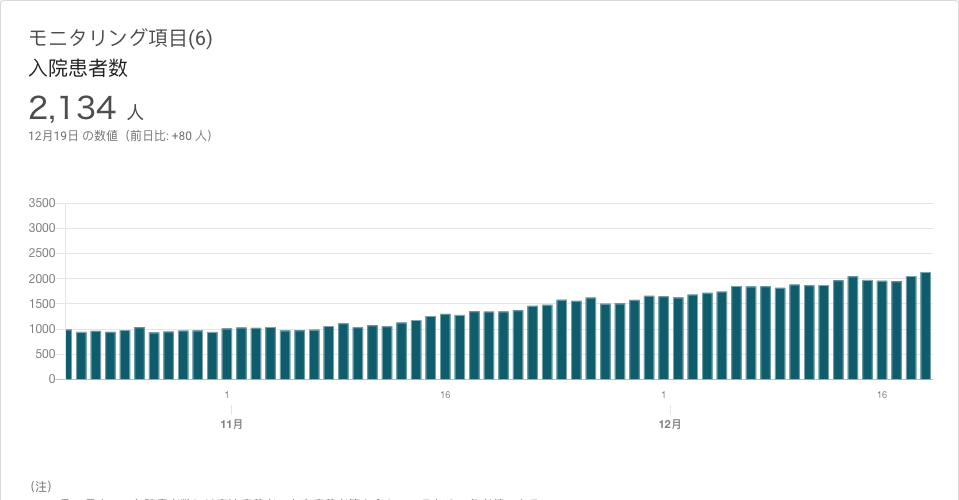 モニタリング項目(6)
入院患者数
2,134 人
12月19日 の数値（前日比: +80 人）
3500
3000
2500
2000
1500
1000
500
0
1 16 1 16
11月 12月
（注）